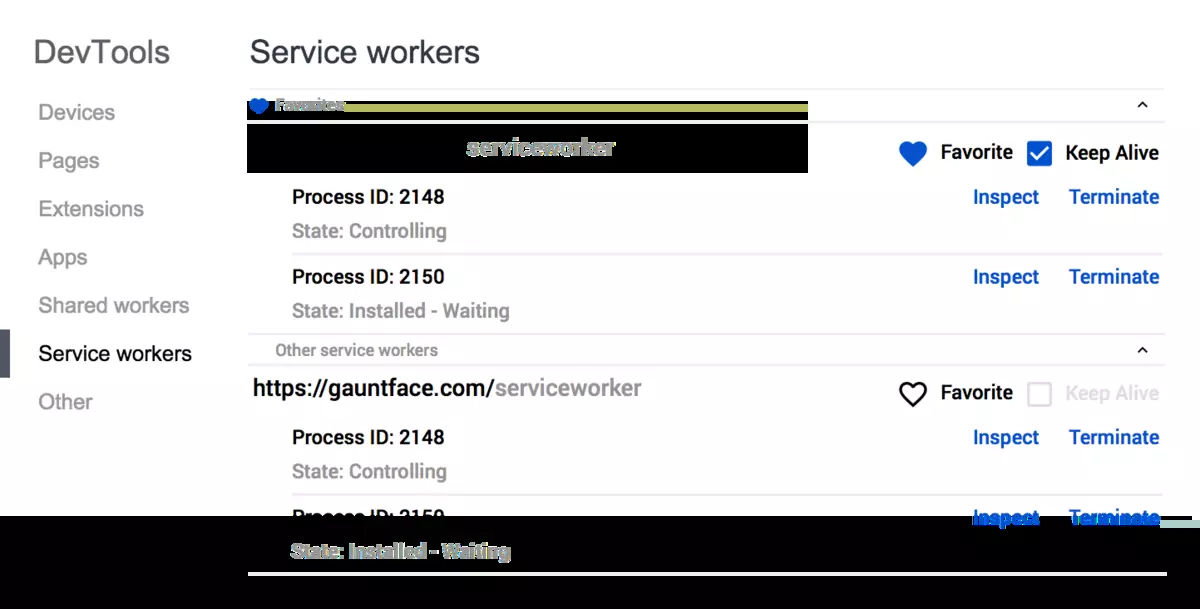 DevTools
Service workers
Devices
Pages
Extensions
Apps
Shared workers
Service workers
Other
Favorites
serviceworker
Favorite
Keep Alive
Process ID: 2148
Inspect
Terminate
State: Controlling
Process ID: 2150
Inspect
Terminate
State: Installed - Waiting
Other service workers
https://gauntface.com/serviceworker
Favorite
Keep Alive
Process ID: 2148
Inspect
Terminate
State: Controlling
Process ID: 2150
Inspect
Terminate
State: Installed - Waiting